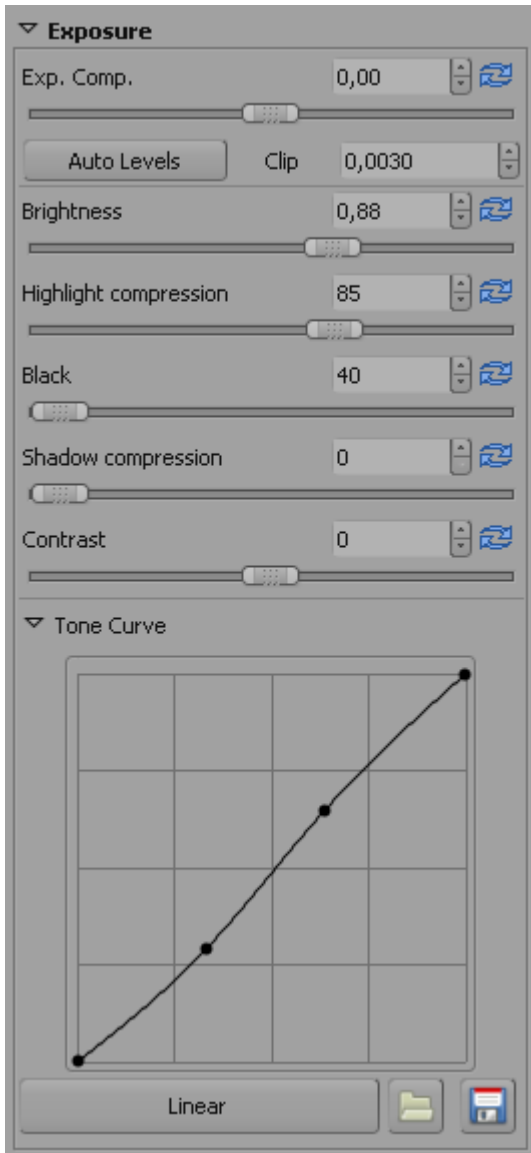 Exposure
Exp. Comp. 0,00
Auto Levels Clip 0,0030
Brightness 0,88
Highlight compression 85
Black 40
Shadow compression 0
Contrast 0
Tone Curve
Linear